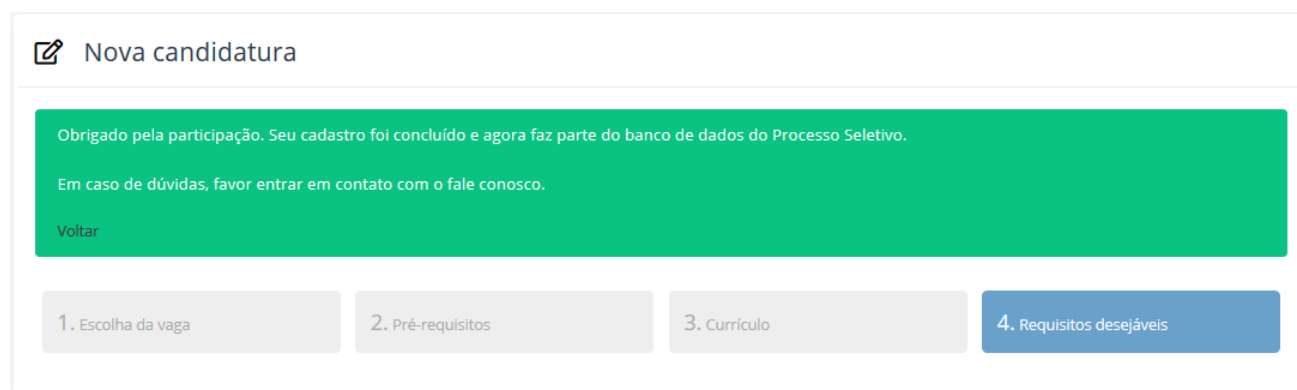 Nova candidatura
Obrigado pela participação. Seu cadastro foi concluído e agora faz parte do banco de dados do Processo Seletivo.
Em caso de dúvidas, favor entrar em contato com o fale conosco.
Voltar
1. Escolha da vaga
2. Pré-requisitos
3. Currículo
4. Requisitos desejáveis